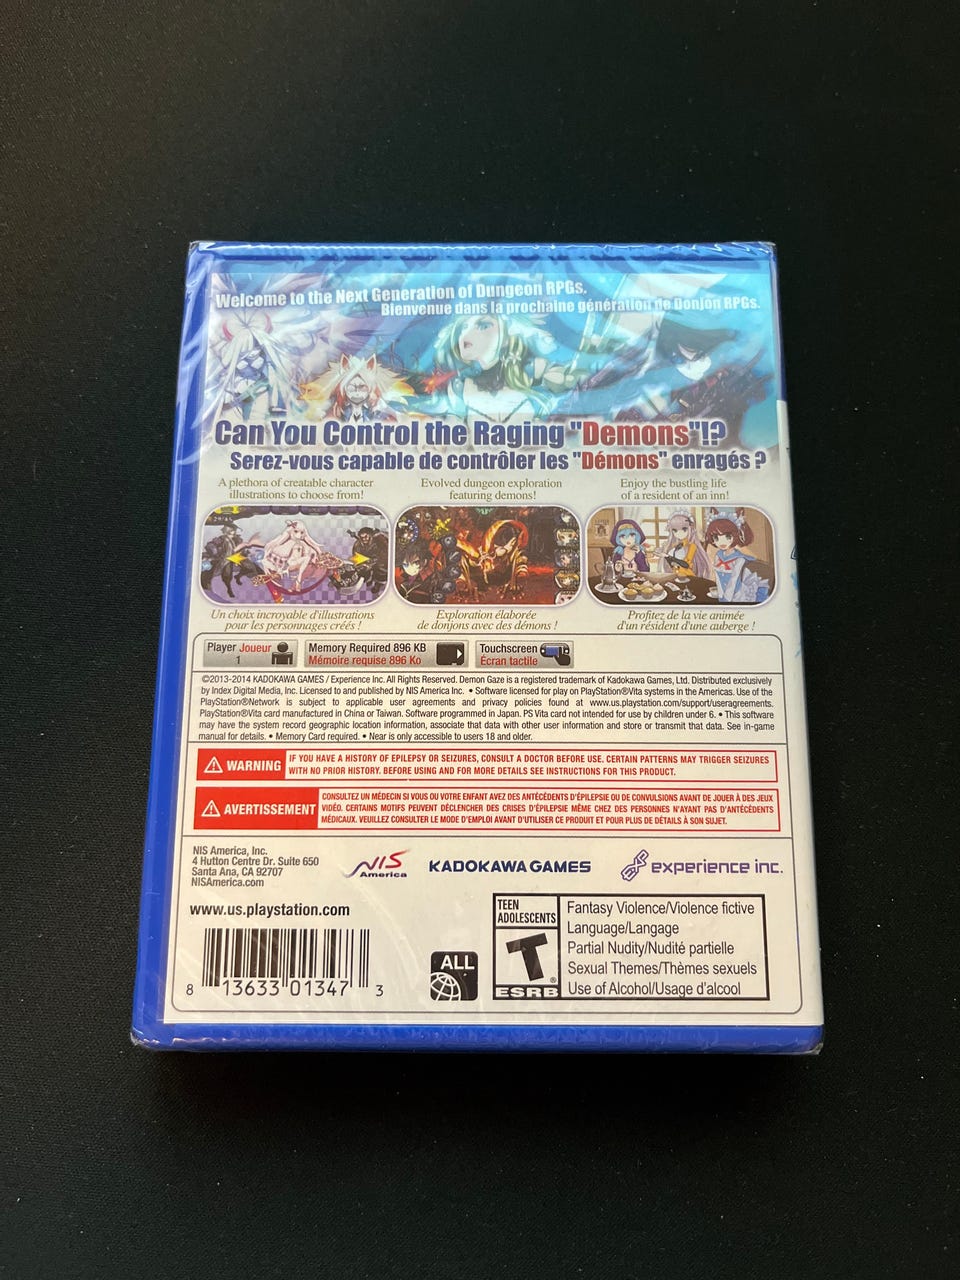 Welcome to the Next Generation of Dungeon RPGs.
Bienvenue dans la prochaine génération de Donjon RPGs.
Can You Control the Raging "Demons"!?
Serez-vous capable de contrôler les "Démons" enragés ?
A plethora of creatable character
illustrations to choose from!
Evolved dungeon exploration
featuring demons!
Enjoy the bustling life
of a resident of an inn!
Un choix incroyable d'illustrations
pour les personnages créés !
Exploration élaborée
de donjons avec des démons !
Profitez de la vie animée
d'un résident d'une auberge !
Player Joueur
1
Memory Required 896 KB
Mémoire requise 896 Ko
Touchscreen
Écran tactile
©2013-2014 KADOKAWA GAMES / Experience Inc. All Rights Reserved. Demon Gaze is a registered trademark of Kadokawa Games, Ltd. Distributed exclusively
by Index Digital Media, Inc. Licensed to and published by NIS America Inc. • Software licensed for play on PlayStation®Vita systems in the Americas. Use of the
PlayStation®Network is subject to applicable user agreements and privacy policies found at www.us.playstation.com/support/useragreements.
PlayStation®Vita card manufactured in China or Taiwan. Software programmed in Japan. PS Vita card not intended for use by children under 6. • This software
may have the system record geographic location information, associate that data with other user information and store or transmit that data. See in-game
manual for details. • Memory Card required. • Near is only accessible to users 18 and older.
WARNING
IF YOU HAVE A HISTORY OF EPILEPSY OR SEIZURES, CONSULT A DOCTOR BEFORE USE. CERTAIN PATTERNS MAY TRIGGER SEIZURES
WITH NO PRIOR HISTORY. BEFORE USING AND FOR MORE DETAILS SEE INSTRUCTIONS FOR THIS PRODUCT.
AVERTISSEMENT
CONSULTEZ UN MÉDECIN SI VOUS OU VOTRE ENFANT AVEZ DES ANTÉCÉDENTS D'ÉPILEPSIE OU DE CONVULSIONS AVANT DE JOUER À DES JEUX
VIDÉO. CERTAINS MOTIFS PEUVENT DÉCLENCHER DES CRISES D'ÉPILEPSIE MÊME CHEZ DES PERSONNES N'AYANT PAS D'ANTÉCÉDENTS
MÉDICAUX. VEUILLEZ CONSULTER LE MODE D'EMPLOI AVANT D'UTILISER CE PRODUIT ET POUR PLUS DE DÉTAILS À SON SUJET.
NIS America, Inc.
4 Hutton Centre Dr. Suite 650
Santa Ana, CA 92707
NISAmerica.com
NIS
America
KADOKAWA GAMES
experience inc.
www.us.playstation.com
8 13633 01347 3
ALL
TEEN
ADOLESCENTS
T
®
ESRB
Fantasy Violence/Violence fictive
Language/Langage
Partial Nudity/Nudité partielle
Sexual Themes/Thèmes sexuels
Use of Alcohol/Usage d'alcool